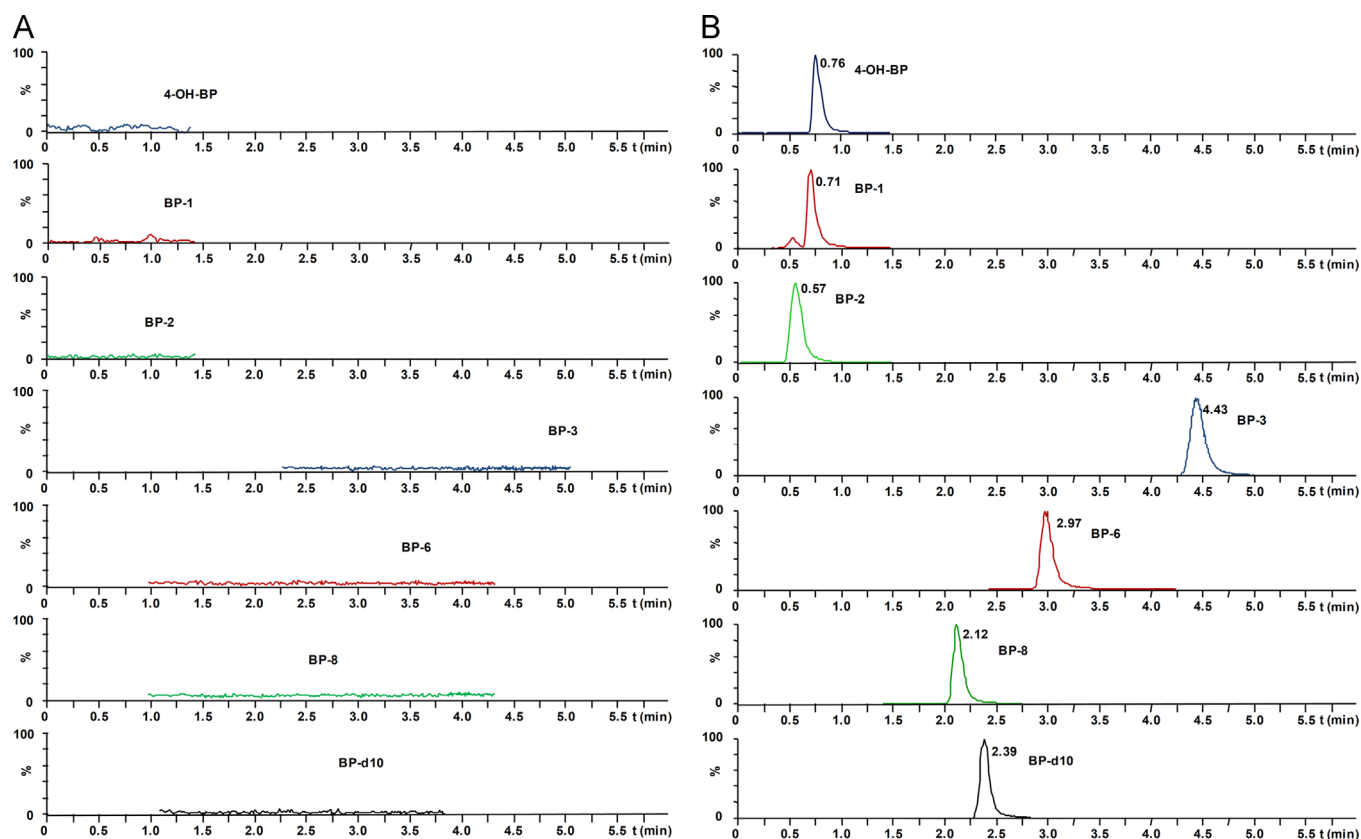 A
100
%
0
4-OH-BP
0 0.5 1.0 1.5 2.0 2.5 3.0 3.5 4.0 4.5 5.0 5.5 t (min)
100
%
0
BP-1
0 0.5 1.0 1.5 2.0 2.5 3.0 3.5 4.0 4.5 5.0 5.5 t (min)
100
%
0
BP-2
0 0.5 1.0 1.5 2.0 2.5 3.0 3.5 4.0 4.5 5.0 5.5 t (min)
100
%
0
BP-3
0 0.5 1.0 1.5 2.0 2.5 3.0 3.5 4.0 4.5 5.0 5.5 t (min)
100
%
0
BP-6
0 0.5 1.0 1.5 2.0 2.5 3.0 3.5 4.0 4.5 5.0 5.5 t (min)
100
%
0
BP-8
0 0.5 1.0 1.5 2.0 2.5 3.0 3.5 4.0 4.5 5.0 5.5 t (min)
100
%
0
BP-d10
0 0.5 1.0 1.5 2.0 2.5 3.0 3.5 4.0 4.5 5.0 5.5 t (min)
B
100
%
0
0.76 4-OH-BP
0 0.5 1.0 1.5 2.0 2.5 3.0 3.5 4.0 4.5 5.0 5.5 t (min)
100
%
0
0.71 BP-1
0 0.5 1.0 1.5 2.0 2.5 3.0 3.5 4.0 4.5 5.0 5.5 t (min)
100
%
0
0.57 BP-2
0 0.5 1.0 1.5 2.0 2.5 3.0 3.5 4.0 4.5 5.0 5.5 t (min)
100
%
0
4.43 BP-3
0 0.5 1.0 1.5 2.0 2.5 3.0 3.5 4.0 4.5 5.0 5.5 t (min)
100
%
0
2.97 BP-6
0 0.5 1.0 1.5 2.0 2.5 3.0 3.5 4.0 4.5 5.0 5.5 t (min)
100
%
0
2.12 BP-8
0 0.5 1.0 1.5 2.0 2.5 3.0 3.5 4.0 4.5 5.0 5.5 t (min)
100
%
0
2.39 BP-d10
0 0.5 1.0 1.5 2.0 2.5 3.0 3.5 4.0 4.5 5.0 5.5 t (min)